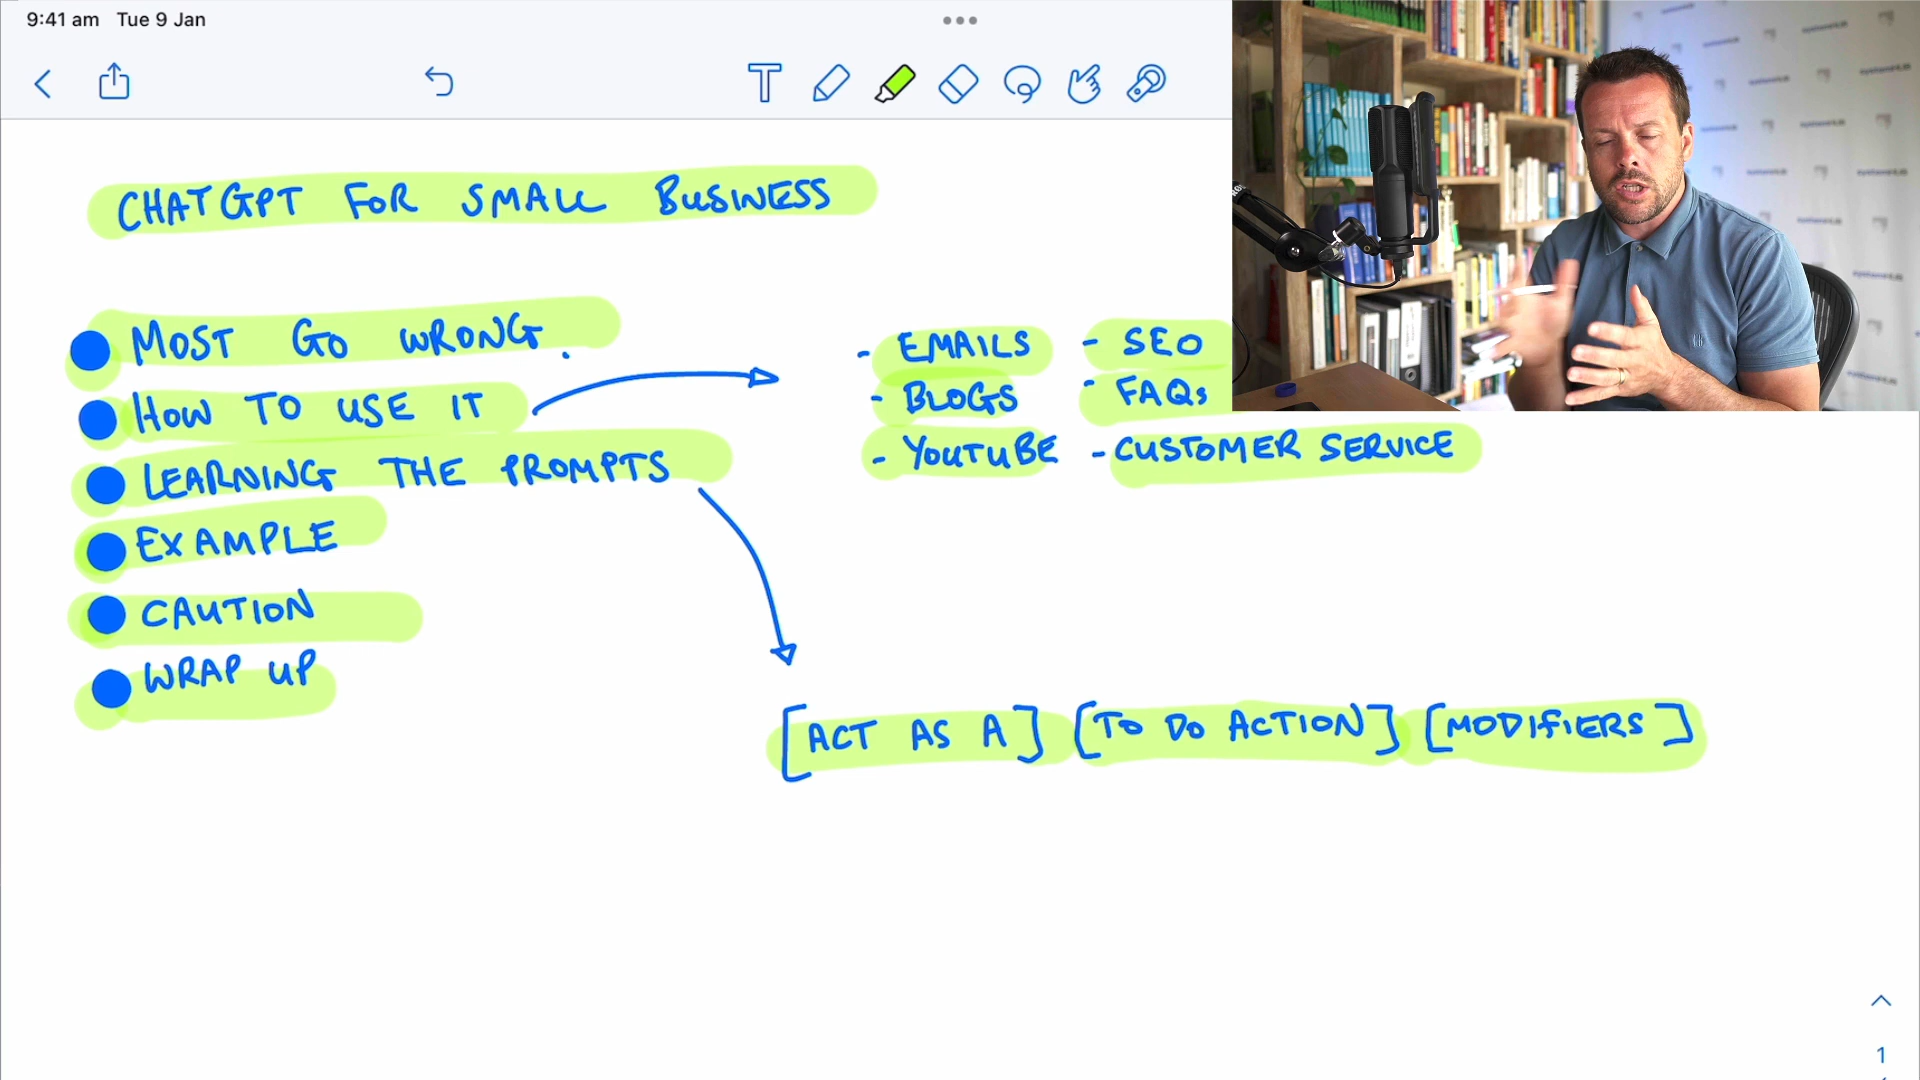 9:41 am Tue 9 Jan
CHATGPT FOR SMALL BUSINESS
MOST GO WRONG.
HOW TO USE IT
LEARNING THE PROMPTS
EXAMPLE
CAUTION
WRAP UP
- EMAILS - SEO
- BLOGS - FAQs
- YOUTUBE - CUSTOMER SERVICE
[ACT AS A] [TO DO ACTION] [MODIFIERS]
1